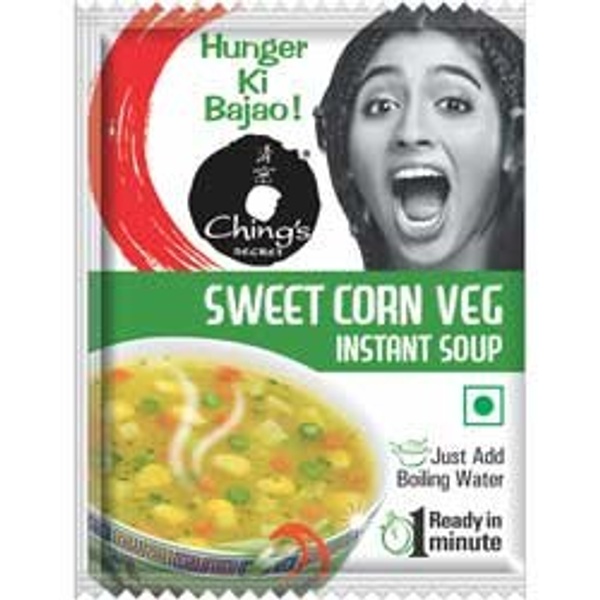 Hunger
Ki
Bajao!
Ching's
SECRET
SWEET CORN VEG
INSTANT SOUP
Just Add
Boiling Water
1 Ready in
minute